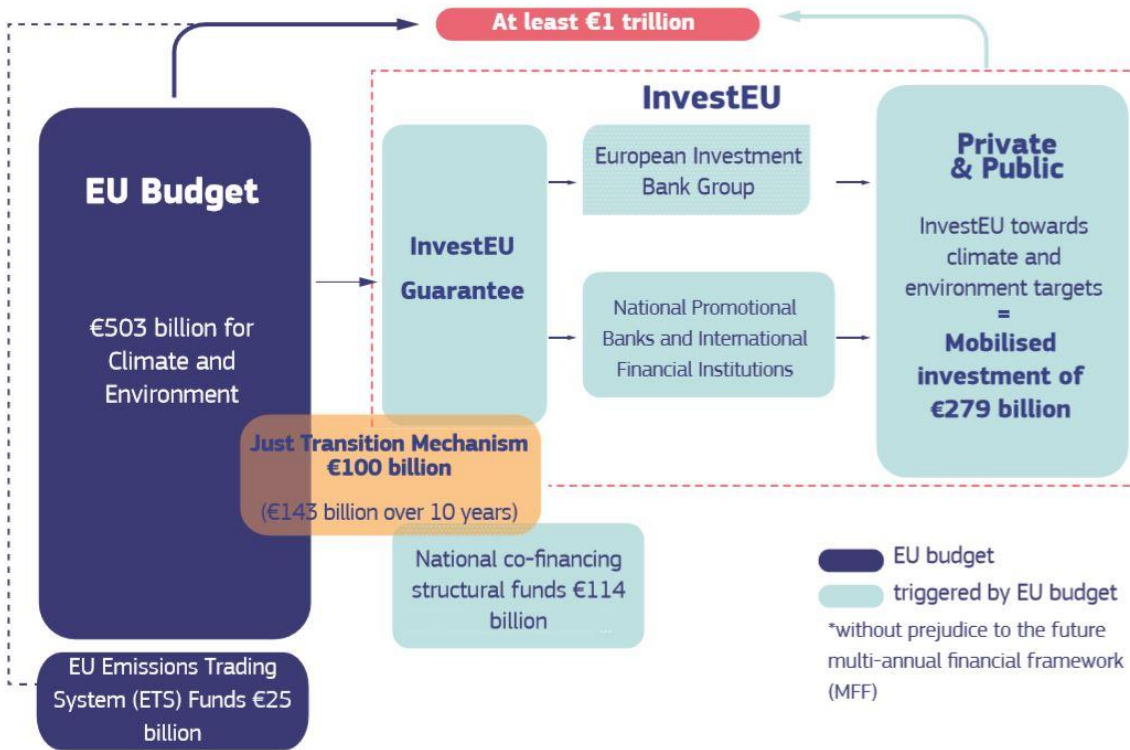 At least €1 trillion
EU Budget
€503 billion for
Climate and
Environment
InvestEU
InvestEU
Guarantee
European Investment
Bank Group
National Promotional
Banks and International
Financial Institutions
Private
& Public
InvestEU towards
climate and
environment targets
=
Mobilised
investment of
€279 billion
Just Transition Mechanism
€100 billion
(€143 billion over 10 years)
National co-financing
structural funds €114
billion
...
EU Emissions Trading
System (ETS) Funds €25
billion
EU budget
triggered by EU budget
*without prejudice to the future
multi-annual financial framework
(MFF)